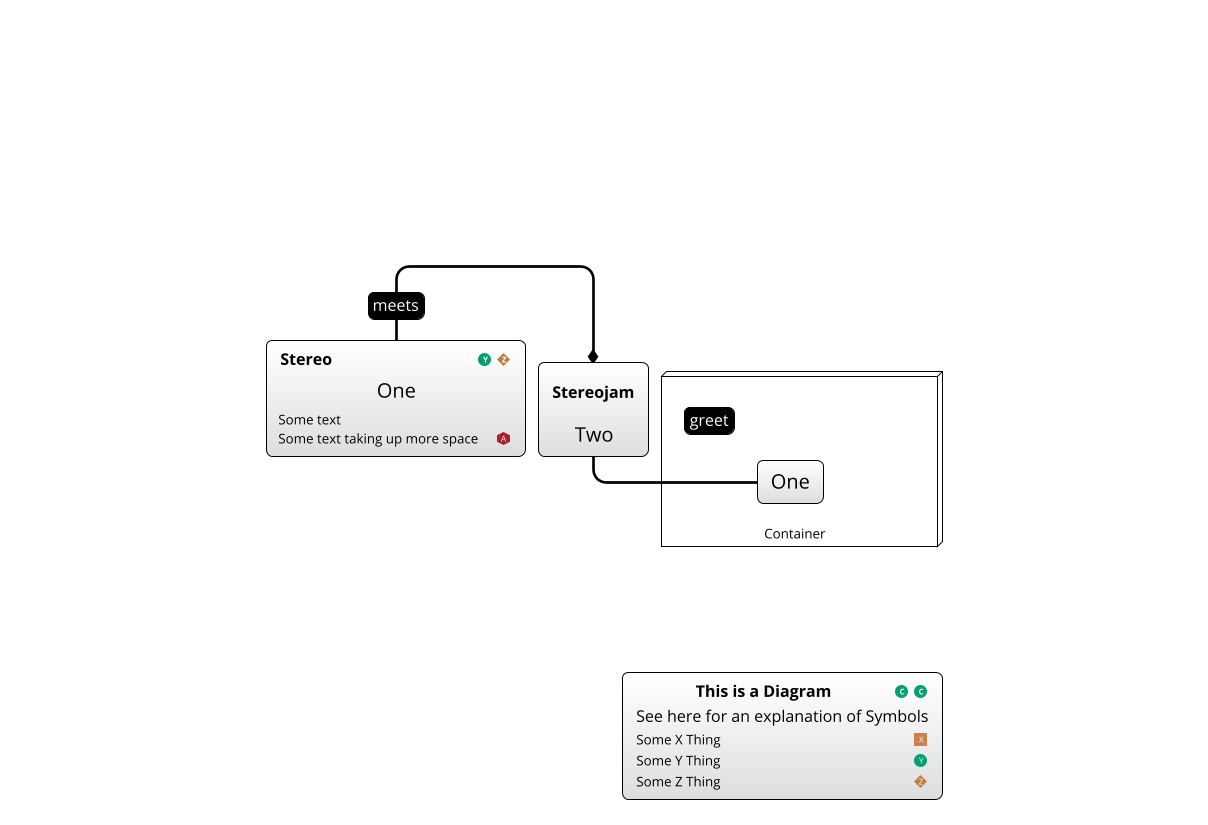 meets
Stereo Y Z
One
Some text
Some text taking up more space A
Stereojam
Two
greet
One
Container
This is a Diagram C C
See here for an explanation of Symbols
Some X Thing X
Some Y Thing Y
Some Z Thing Z